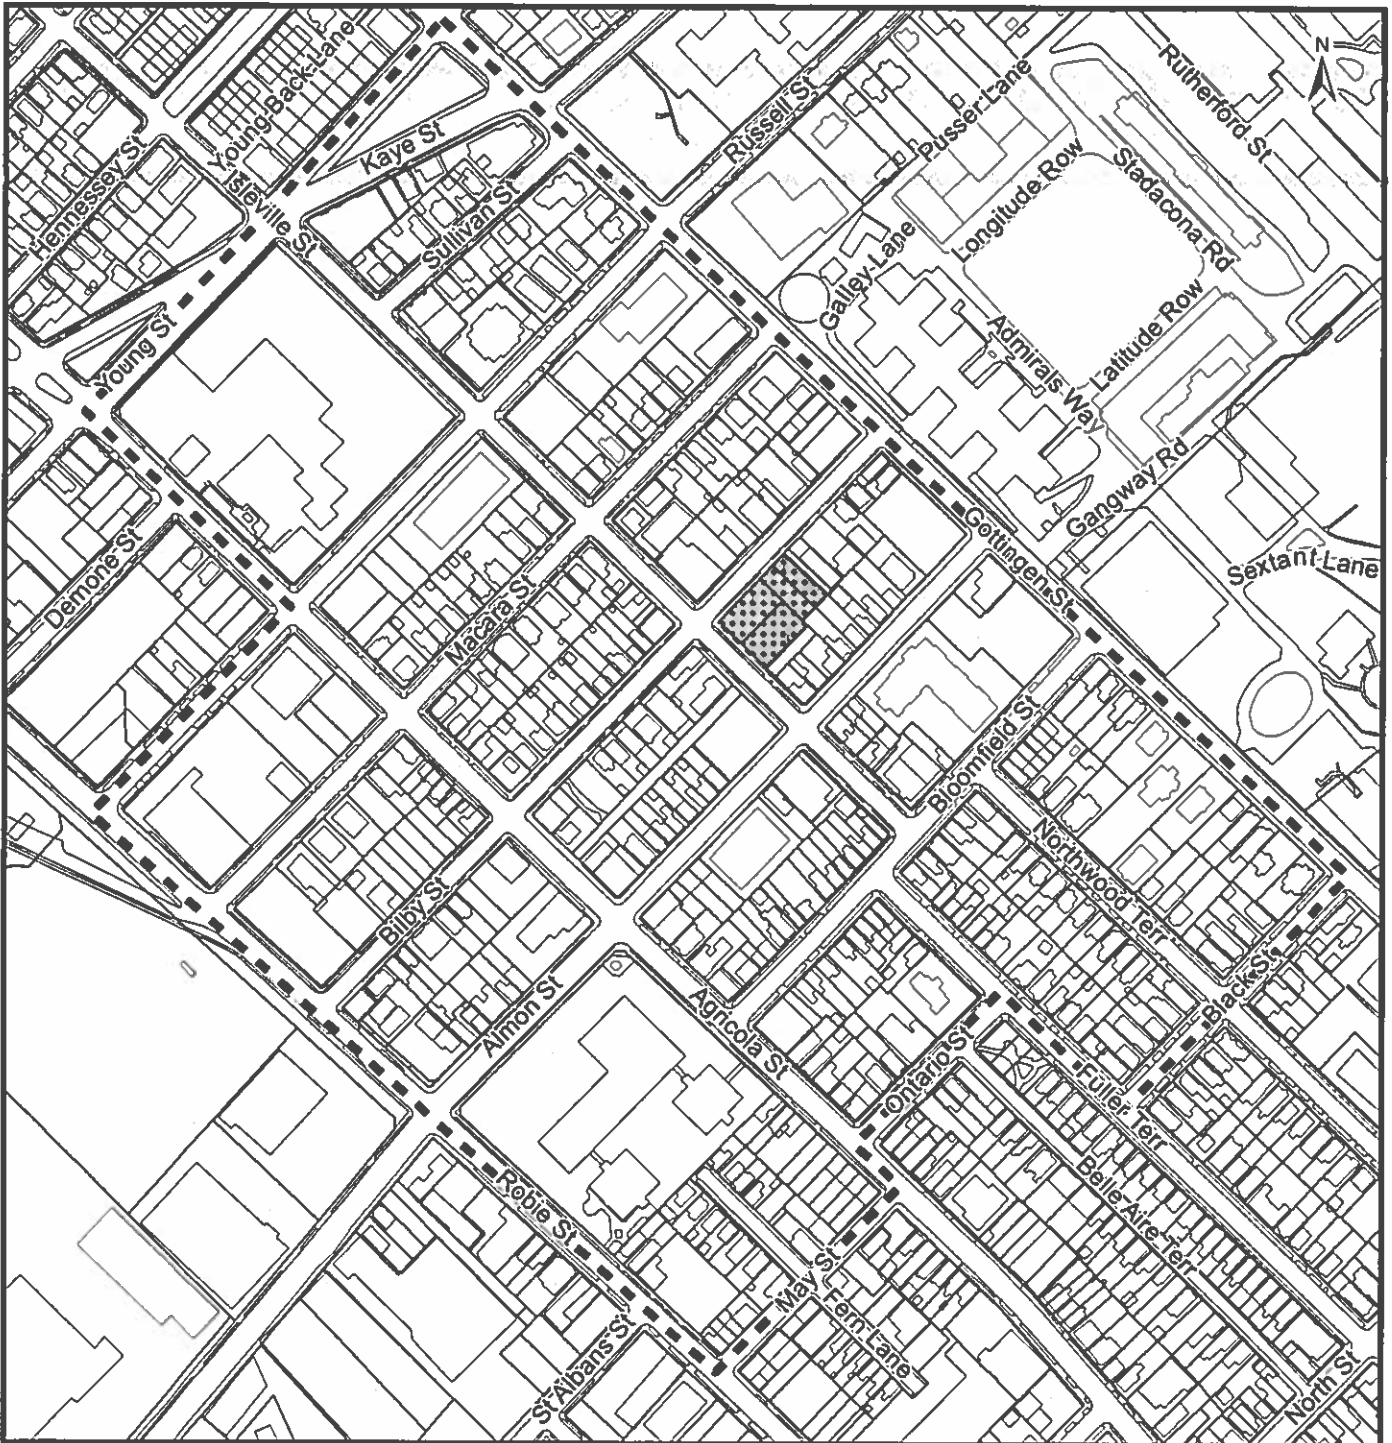 Young-Back-Lane
Rutherford St
N
Kaye St
Russell St
Pusser Lane
Hennessey St
Isleville St
Sullivan St
Longitude Row
Stadacona Rd
Galley-Lane
Young St
Admirals Way
Latitude Row
Gangway Rd
Gottingen St
Sextant-Lane
Demone St
Macara St
Bloomfield St
Northwood Terr
Bilby St
Black-St
Almon St
Agricola St
Ontario St
Fuller Terr
Belle-Aire-Terr
Robie St
May St
Fern Lane
St Albans St
North St